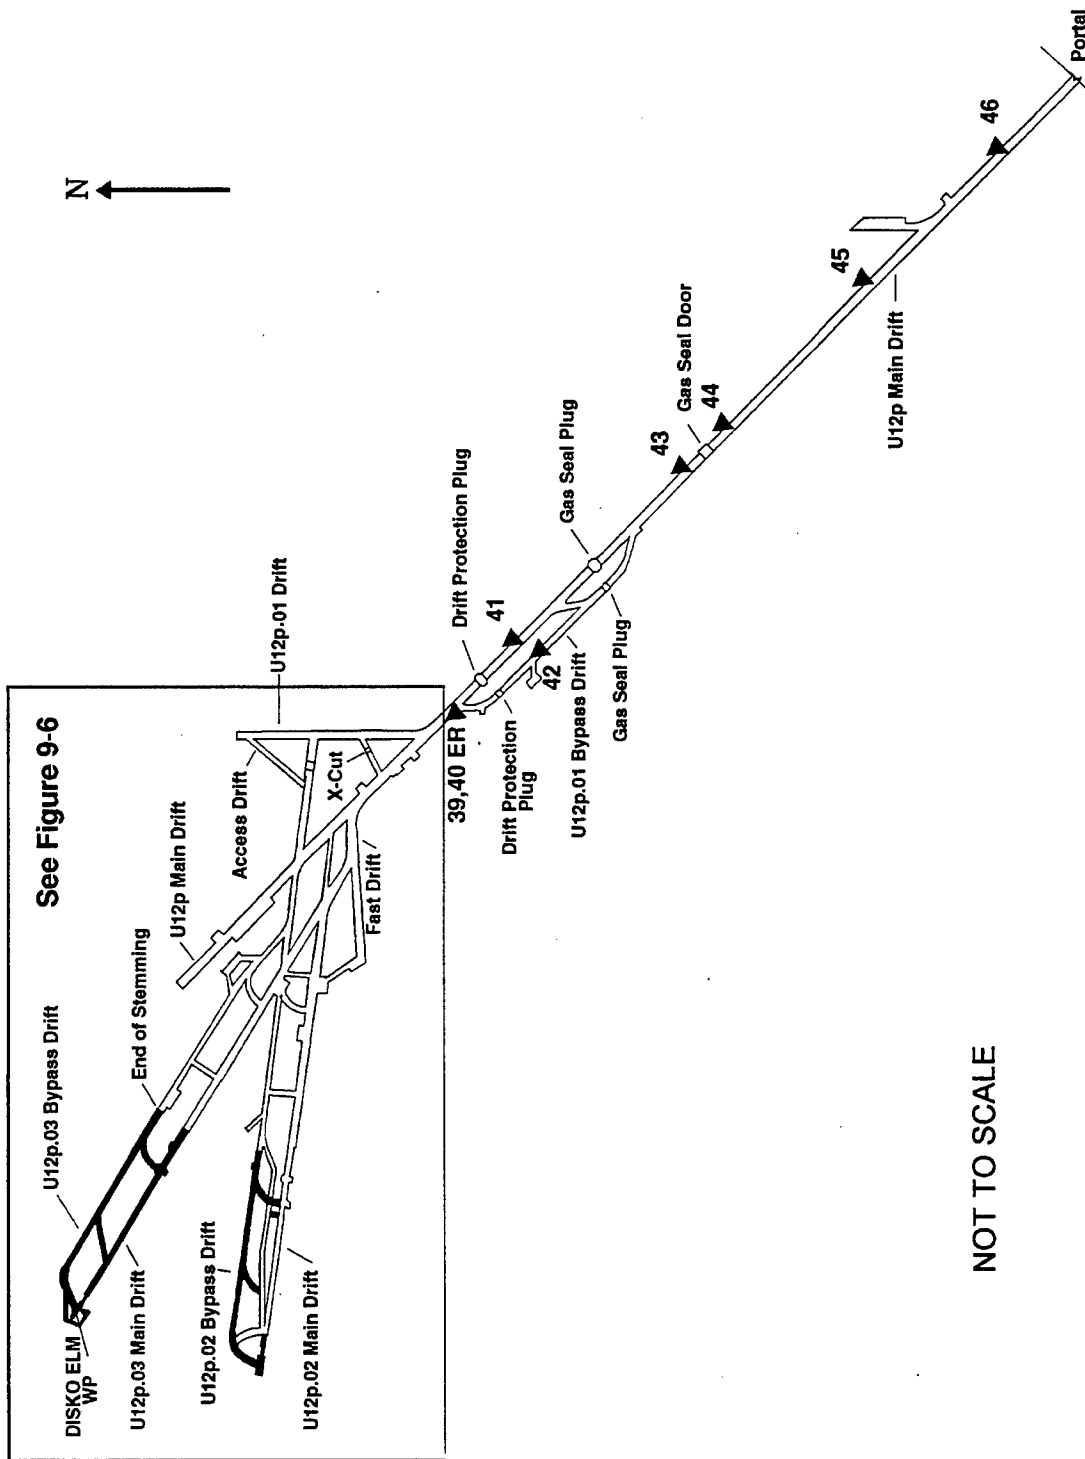 See Figure 9-6
N
DISKO ELM
WP
U12p.03 Bypass Drift
End of Stemming
U12p.03 Main Drift
U12p Main Drift
Access Drift
X-Cut
U12p.01 Drift
Fast Drift
U12p.02 Bypass Drift
U12p.02 Main Drift
39,40 ER
Drift Protection Plug
41
42
Drift Protection
Plug
U12p.01 Bypass Drift
Gas Seal Plug
Gas Seal Plug
43
Gas Seal Door
44
45
U12p Main Drift
46
Portal
NOT TO SCALE